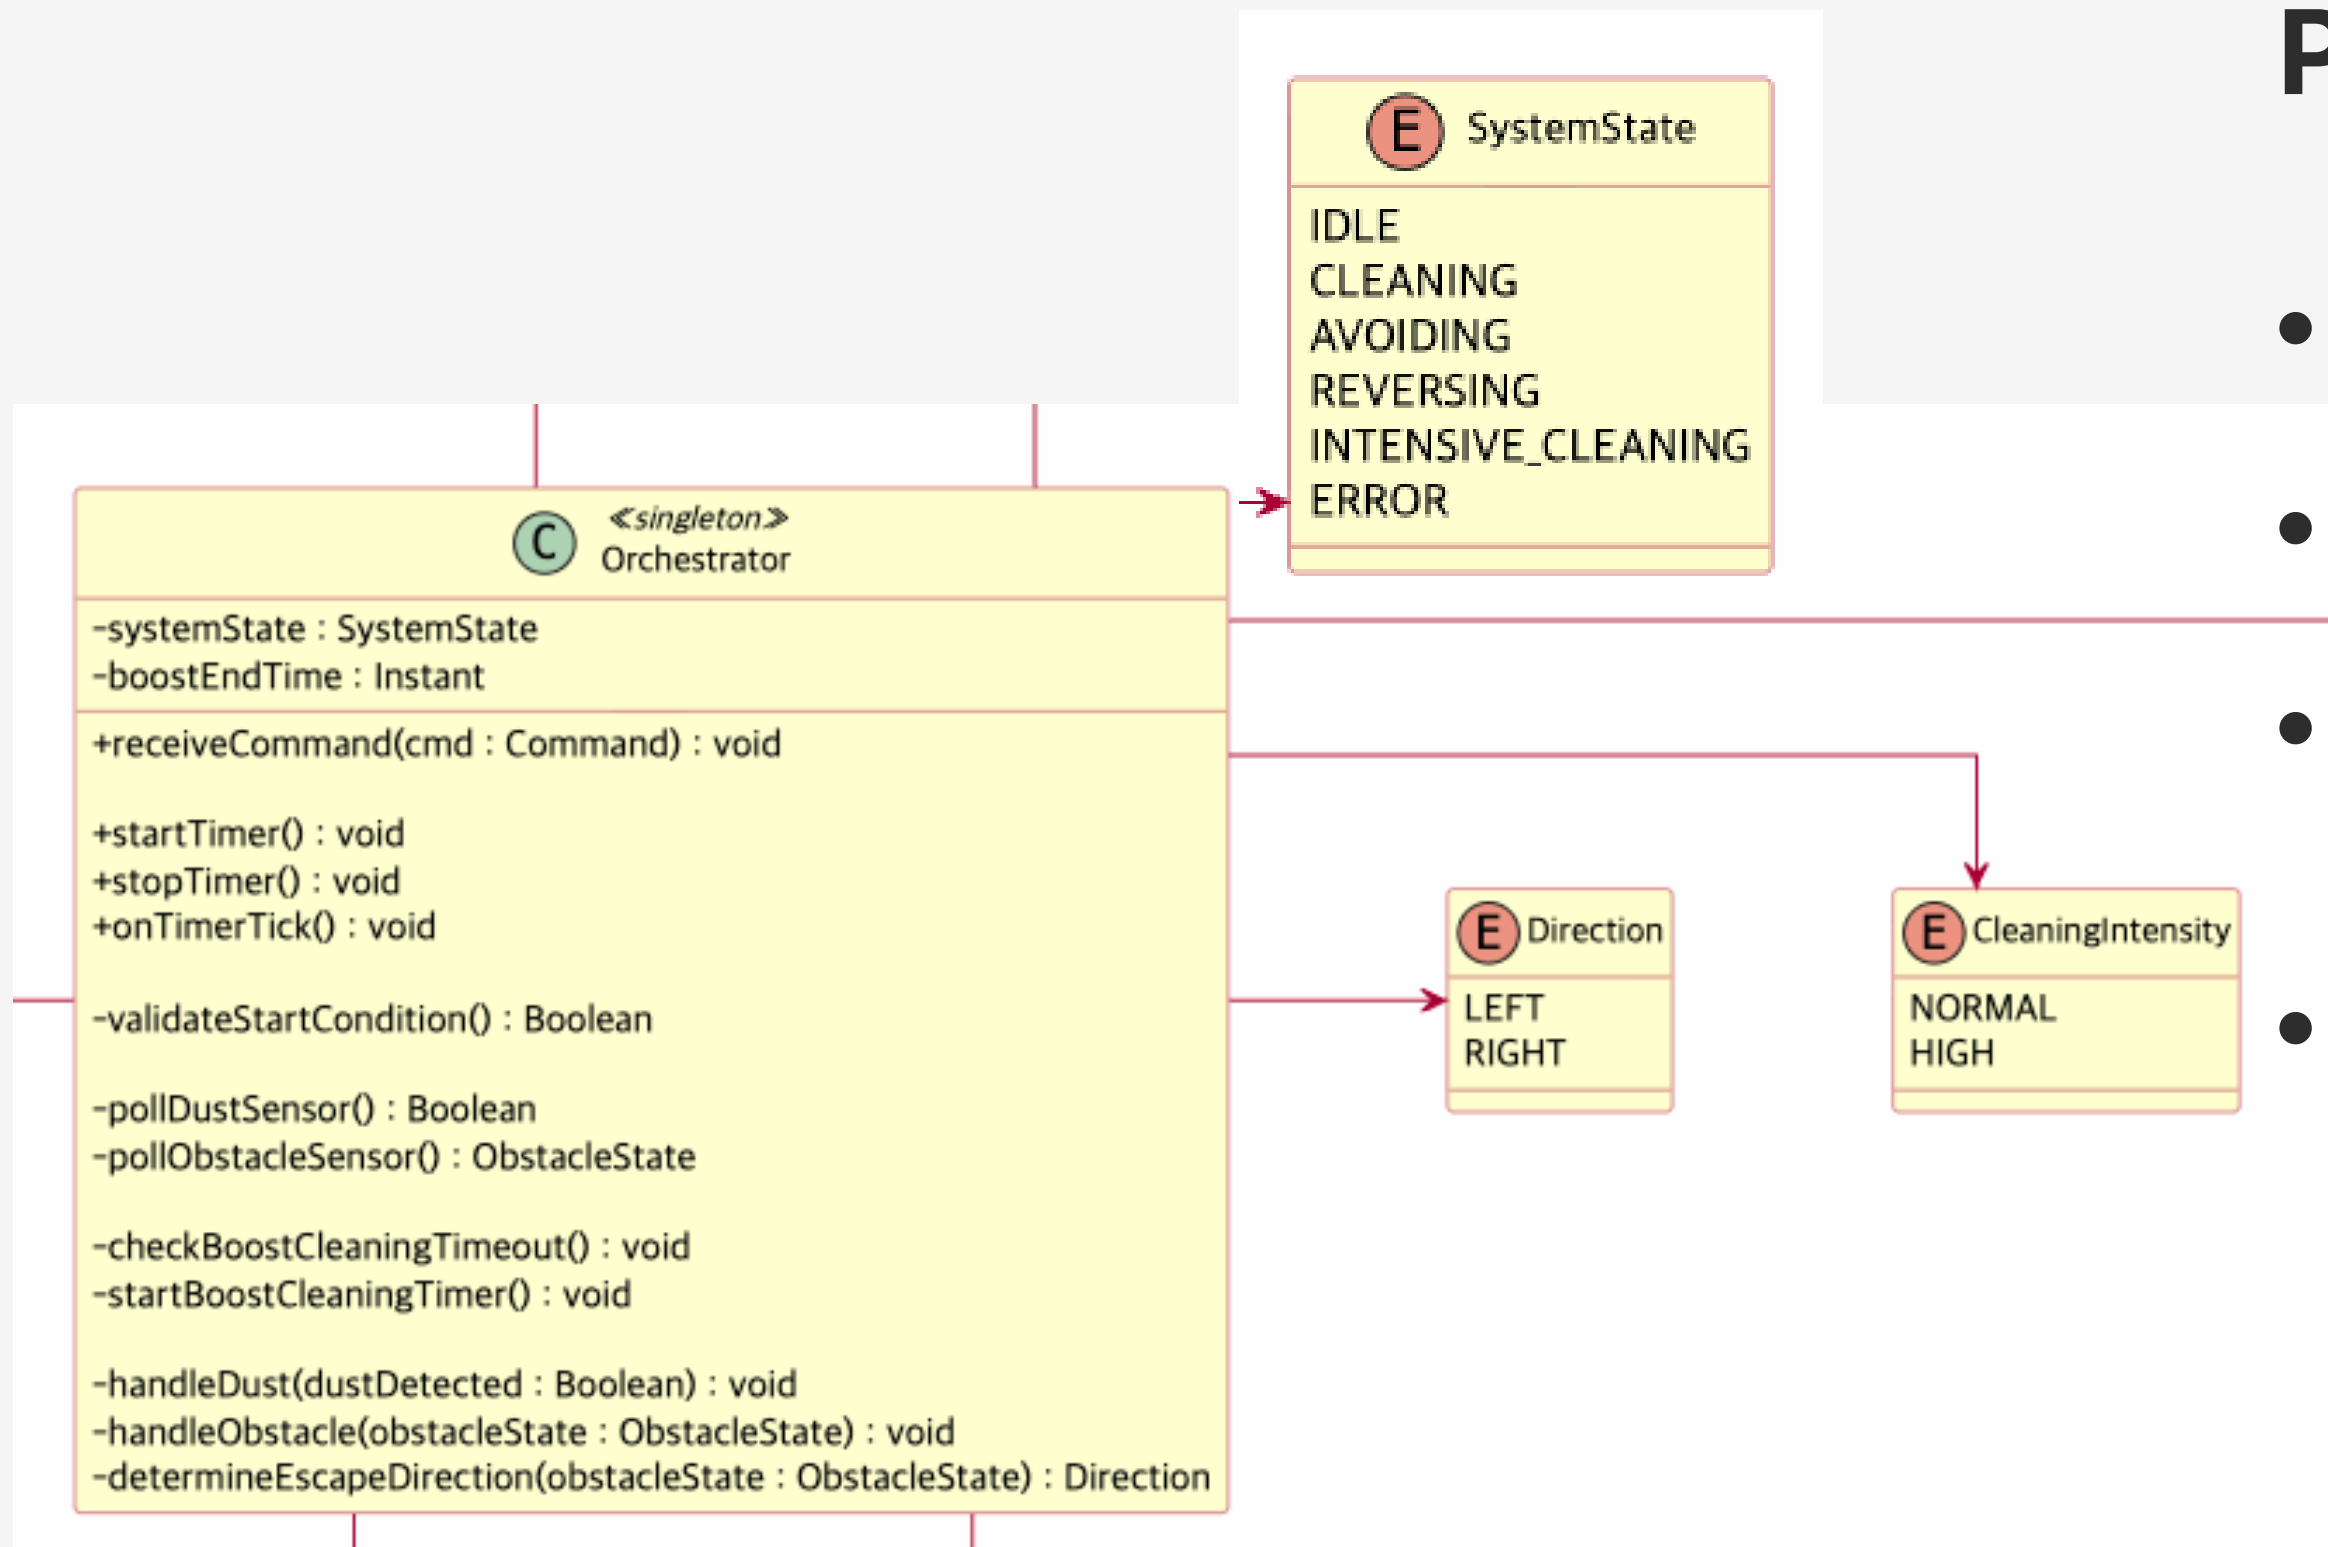 P
E SystemState
IDLE
CLEANING
AVOIDING
REVERSING
INTENSIVE_CLEANING
ERROR
C «singleton»
Orchestrator
-systemState : SystemState
-boostEndTime : Instant
+receiveCommand(cmd : Command) : void
+startTimer() : void
+stopTimer() : void
+onTimerTick() : void
-validateStartCondition() : Boolean
-pollDustSensor() : Boolean
-pollObstacleSensor() : ObstacleState
-checkBoostCleaningTimeout() : void
-startBoostCleaningTimer() : void
-handleDust(dustDetected : Boolean) : void
-handleObstacle(obstacleState : ObstacleState) : void
-determineEscapeDirection(obstacleState : ObstacleState) : Direction
E Direction
LEFT
RIGHT
E CleaningIntensity
NORMAL
HIGH